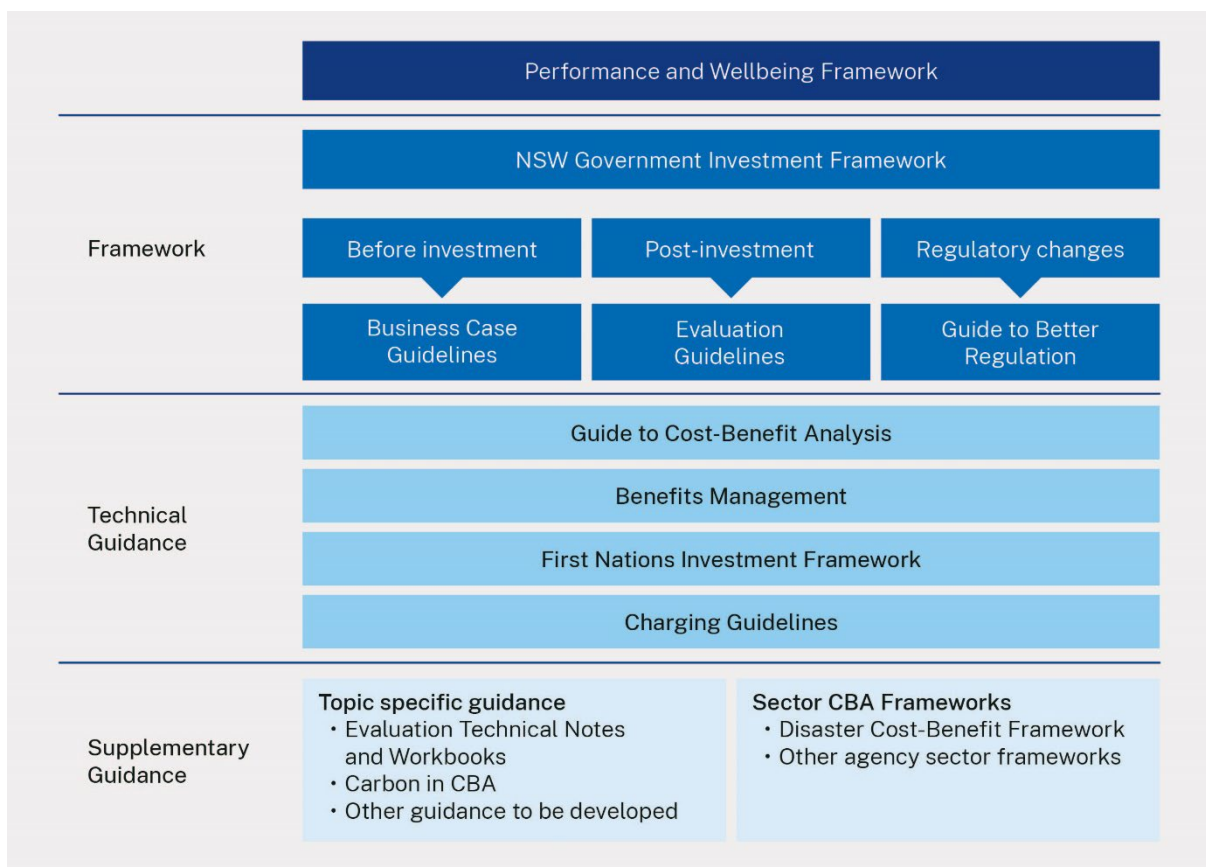 Performance and Wellbeing Framework
NSW Government Investment Framework
Framework
Before investment
Post-investment
Regulatory changes
Business Case
Guidelines
Evaluation
Guidelines
Guide to Better
Regulation
Technical
Guidance
Guide to Cost-Benefit Analysis
Benefits Management
First Nations Investment Framework
Charging Guidelines
Supplementary
Guidance
Topic specific guidance
• Evaluation Technical Notes
and Workbooks
• Carbon in CBA
• Other guidance to be developed
Sector CBA Frameworks
• Disaster Cost-Benefit Framework
• Other agency sector frameworks